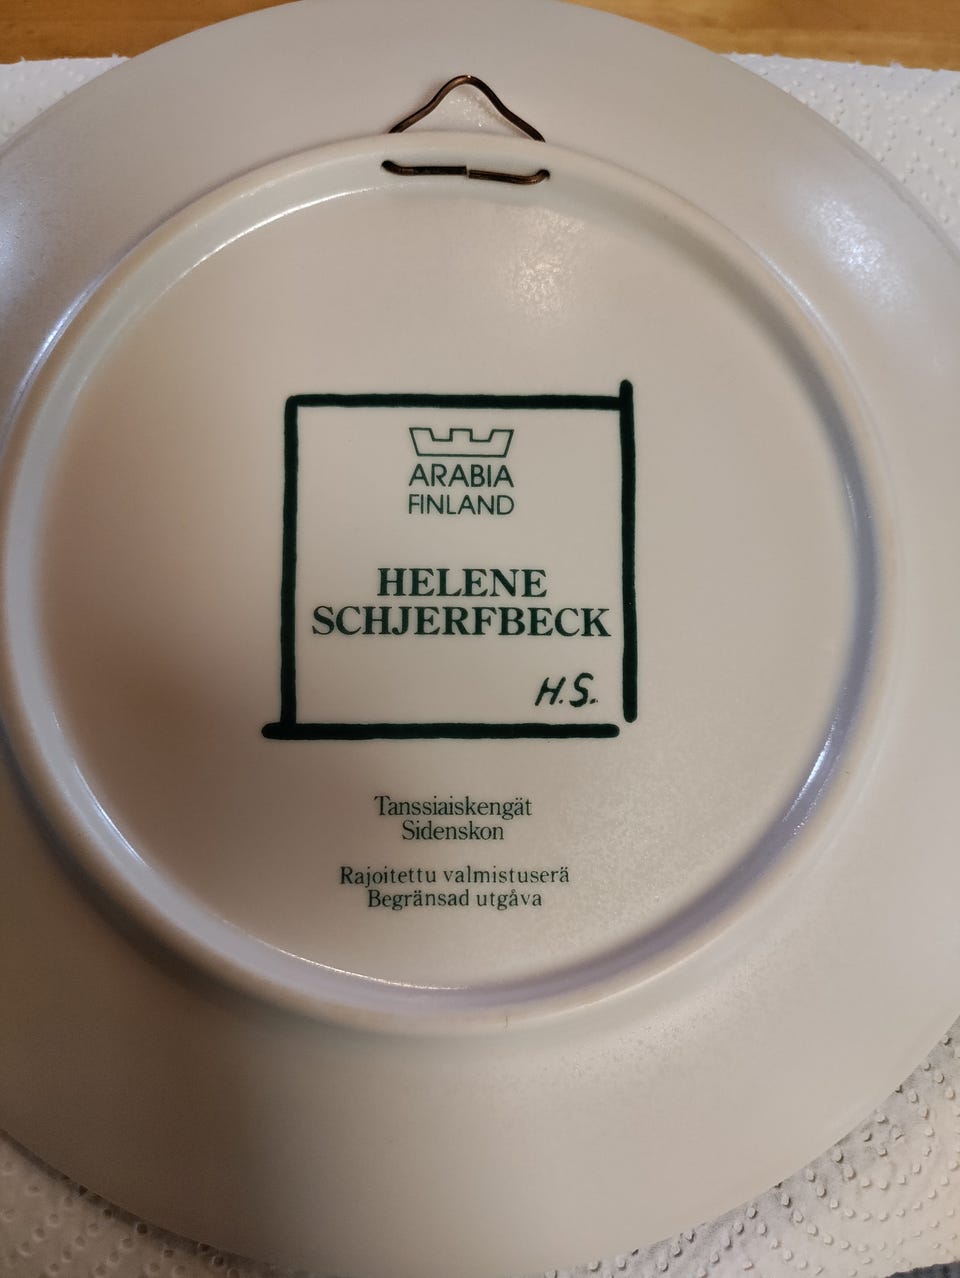 ARABIA
FINLAND
HELENE
SCHJERFBECK
H.S.
Tanssiaiskengät
Sidenskon
Rajoitettu valmistuserä
Begränsad utgåva